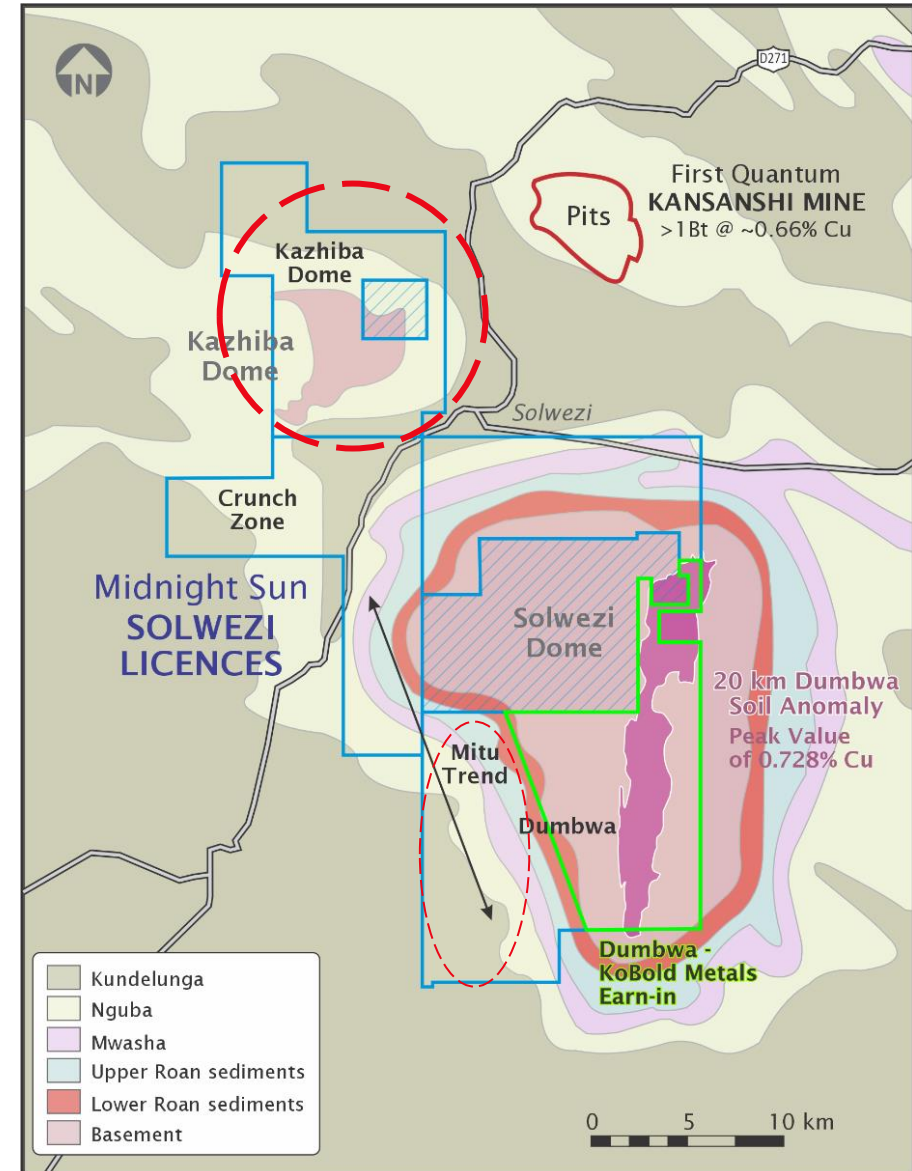 N
D271
First Quantum
KANSANSHI MINE
>1Bt @ ~0.66% Cu
Pits
Kazhiba
Dome
Kazhiba
Dome
Solwezi
Crunch
Zone
Midnight Sun
SOLWEZI
LICENCES
Solwezi
Dome
20 km Dumbwa
Soil Anomaly
Peak Value
of 0.728% Cu
Mitu
Trend
Dumbwa
Dumbwa -
KoBold Metals
Earn-in
Kundelunga
Nguba
Mwasha
Upper Roan sediments
Lower Roan sediments
Basement
0 5 10 km